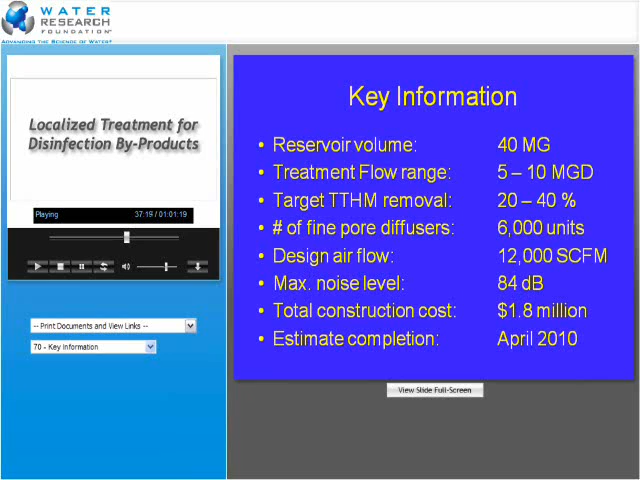 WATER
RESEARCH
FOUNDATION
ADVANCING THE SCIENCE OF WATER®
Localized Treatment for
Disinfection By-Products
Playing 37:19 / 01:01:19
-- Print Documents and View Links --
70 - Key Information
Key Information
• Reservoir volume: 40 MG
• Treatment Flow range: 5 – 10 MGD
• Target TTHM removal: 20 – 40 %
• # of fine pore diffusers: 6,000 units
• Design air flow: 12,000 SCFM
• Max. noise level: 84 dB
• Total construction cost: $1.8 million
• Estimate completion: April 2010
View Slide Full-Screen